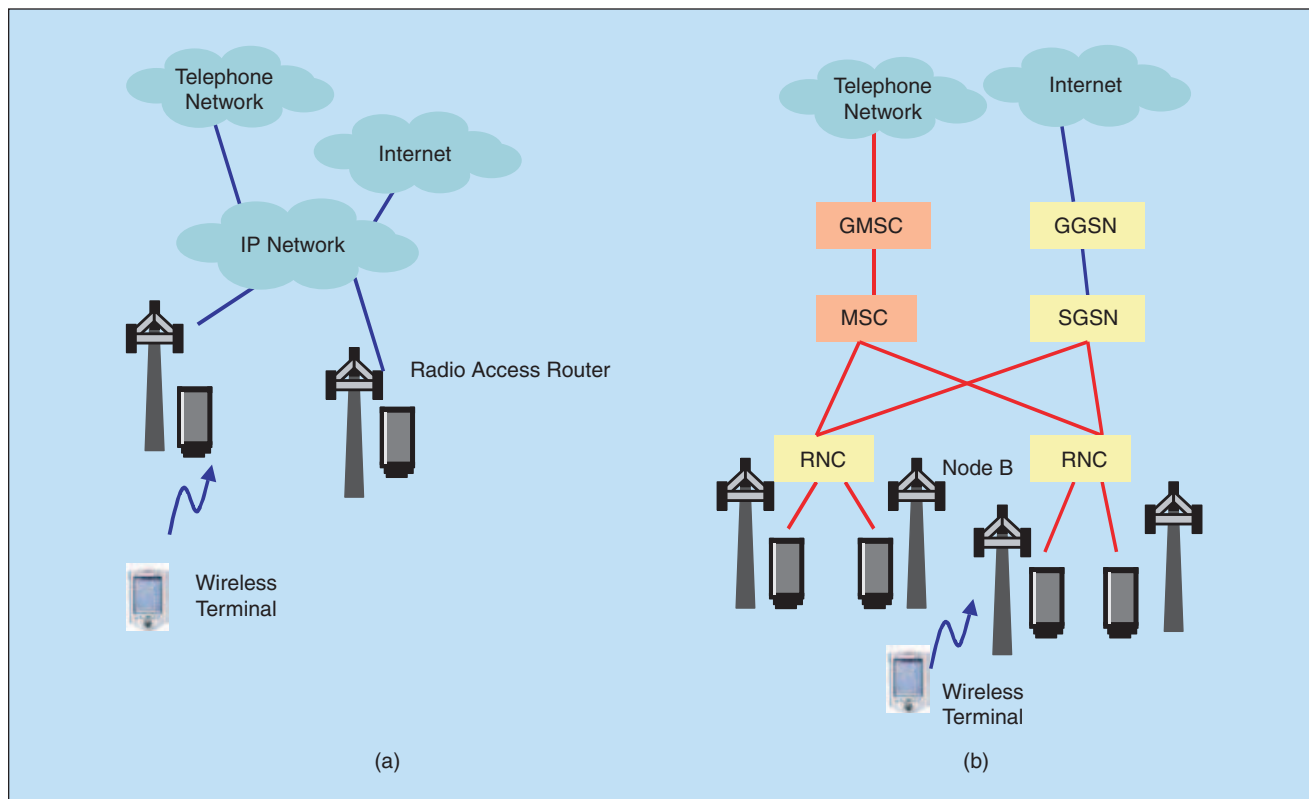 Telephone
Network
Internet
IP Network
Radio Access Router
Wireless
Terminal
(a)
Telephone
Network
Internet
GMSC
GGSN
MSC
SGSN
RNC
Node B
RNC
Wireless
Terminal
(b)